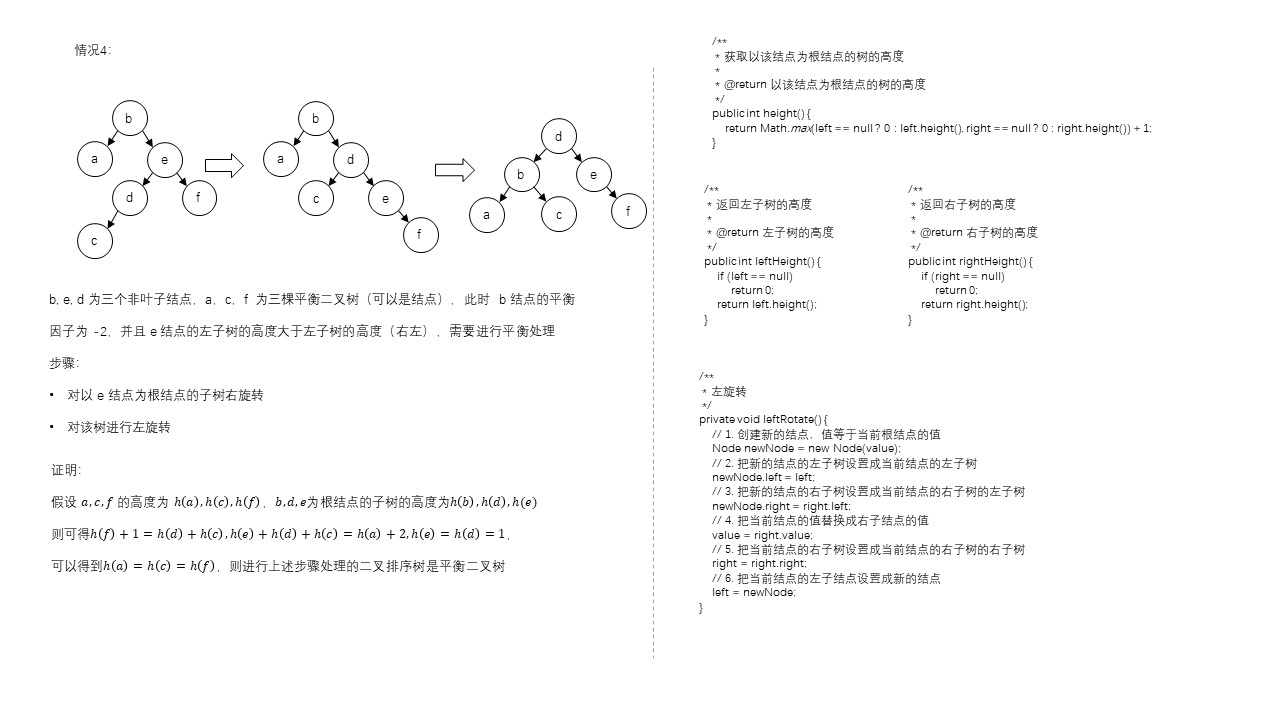 情况4：
b
a
e
d
f
c
b
a
d
c
e
f
d
b
e
a
c
f
b, e, d 为三个非叶子结点，a，c，f 为三棵平衡二叉树（可以是结点），此时 b 结点的平衡
因子为 -2，并且 e 结点的左子树的高度大于左子树的高度（右左），需要进行平衡处理
步骤：
• 对以 e 结点为根结点的子树右旋转
• 对该树进行左旋转
证明：
假设 a,c,f 的高度为 h(a),h(c),h(f)，b,d,e为根结点的子树的高度为h(b),h(d),h(e)
则可得h(f) + 1 = h(d) + h(c),h(e) + h(d) + h(c) = h(a) + 2,h(e) = h(d) = 1，
可以得到h(a) = h(c) = h(f)，则进行上述步骤处理的二叉排序树是平衡二叉树
/**
* 获取以该结点为根结点的树的高度
*
* @return 以该结点为根结点的树的高度
*/
public int height() {
return Math.max(left == null ? 0 : left.height(), right == null ? 0 : right.height()) + 1;
}
/**
* 返回左子树的高度
*
* @return 左子树的高度
*/
public int leftHeight() {
if (left == null)
return 0;
return left.height();
}
/**
* 返回右子树的高度
*
* @return 右子树的高度
*/
public int rightHeight() {
if (right == null)
return 0;
return right.height();
}
/**
* 左旋转
*/
private void leftRotate() {
// 1. 创建新的结点，值等于当前根结点的值
Node newNode = new Node(value);
// 2. 把新的结点的左子树设置成当前结点的左子树
newNode.left = left;
// 3. 把新的结点的右子树设置成当前结点的右子树的左子树
newNode.right = right.left;
// 4. 把当前结点的值替换成右子结点的值
value = right.value;
// 5. 把当前结点的右子树设置成当前结点的右子树的右子树
right = right.right;
// 6. 把当前结点的左子结点设置成新的结点
left = newNode;
}